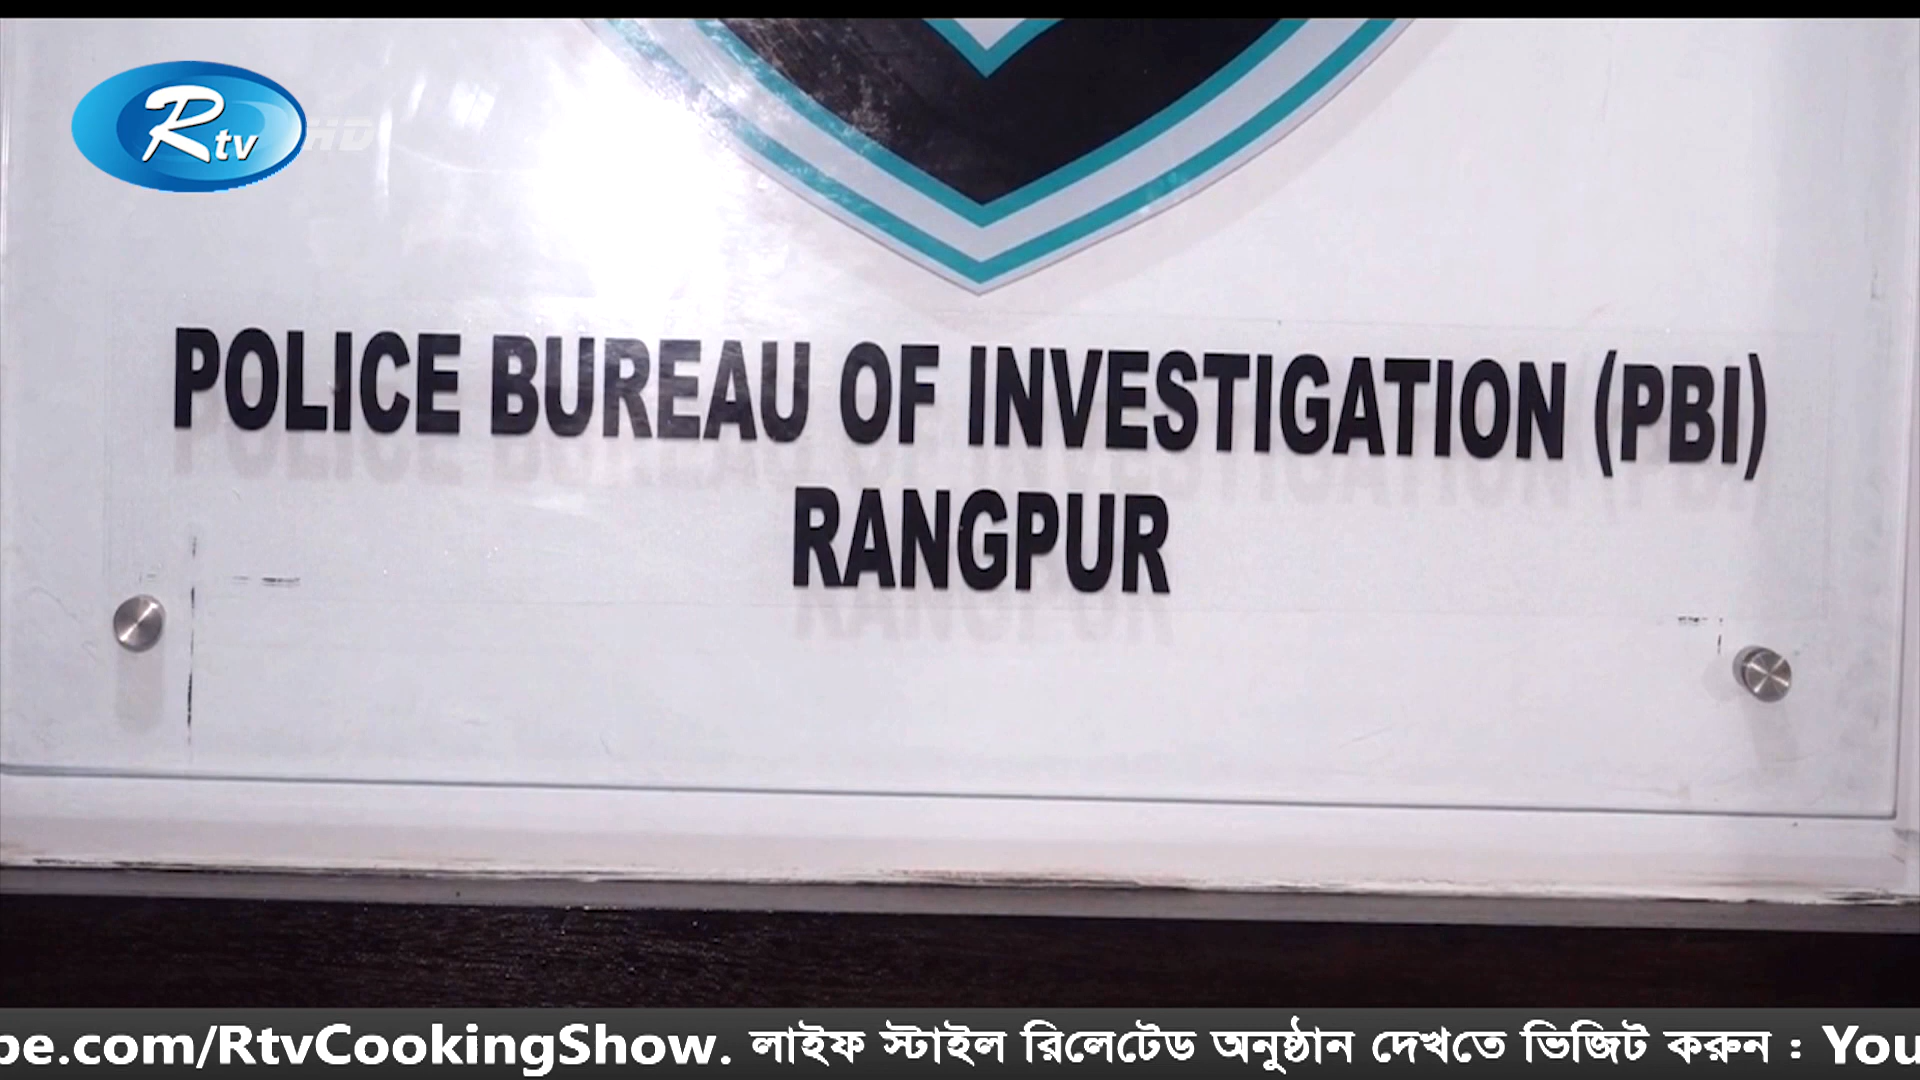 Rtv HD
POLICE BUREAU OF INVESTIGATION (PBI)
RANGPUR
be.com/RtvCookingShow. লাইফ স্টাইল রিলেটেড অনুষ্ঠান দেখতে ভিজিট করুন : You